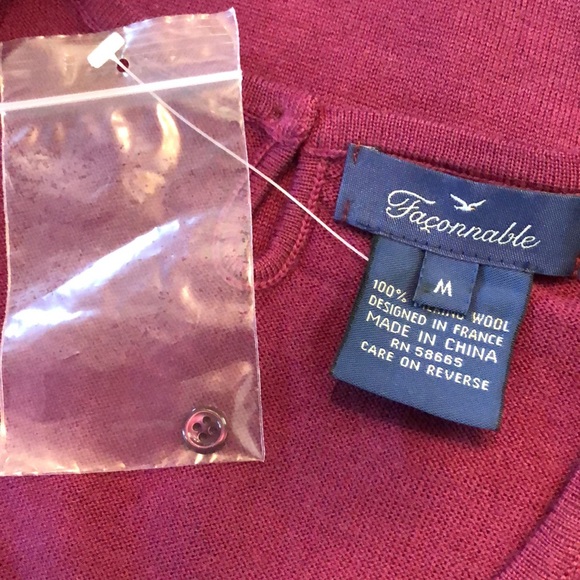 Façonnable
M
100% WOOL
DESIGNED IN FRANCE
MADE IN CHINA
RN 58665
CARE ON REVERSE